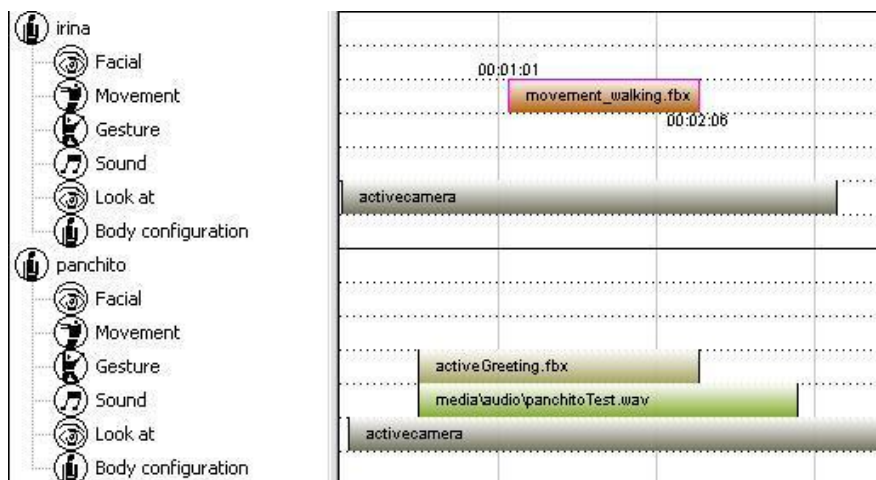 irina
Facial
00:01:01
Movement
movement_walking.fbx
00:02:06
Gesture
Sound
Look at
activecamera
Body configuration
panchito
Facial
Movement
Gesture
activeGreeting.fbx
Sound
media\audio\panchitoTest.wav
Look at
activecamera
Body configuration